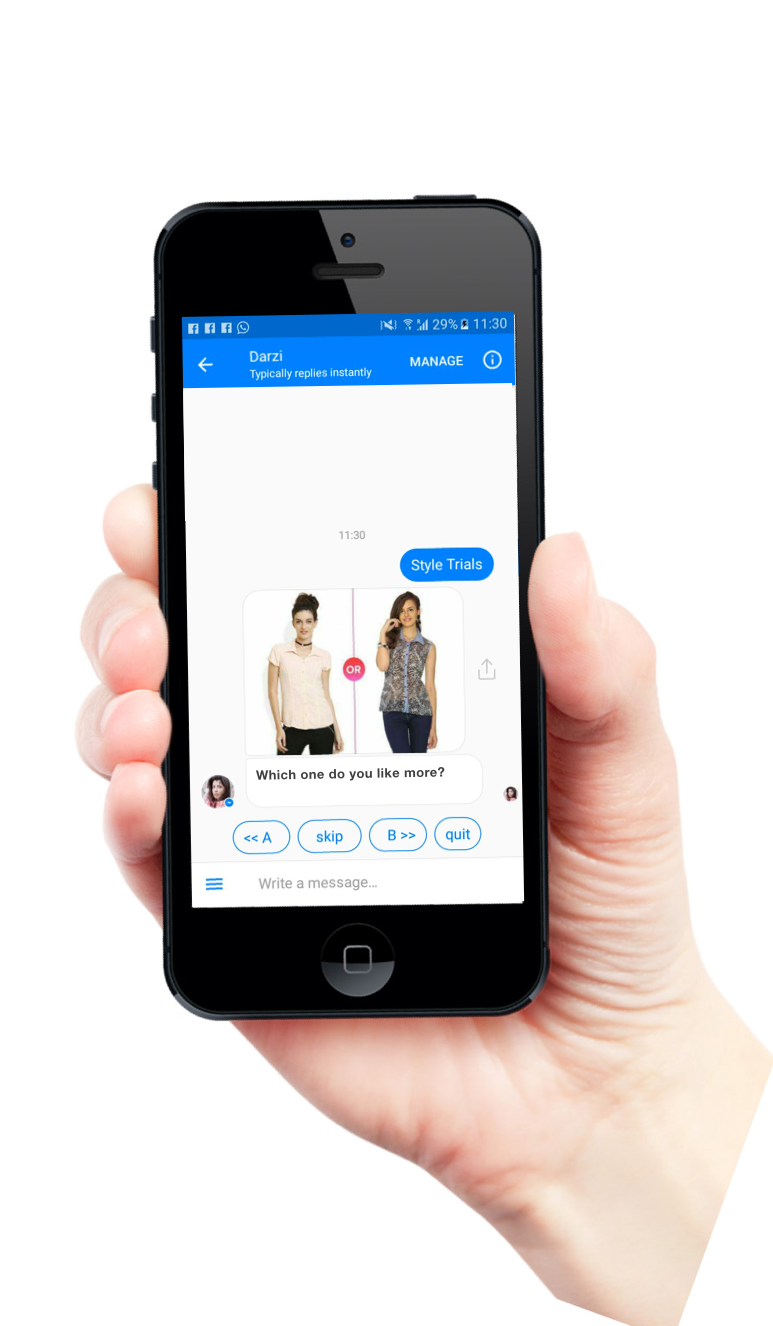 29% 11:30
Darzi
MANAGE
Typically replies instantly
11:30
Style Trials
OR
Which one do you like more?
<< A
skip
B >>
quit
Write a message...